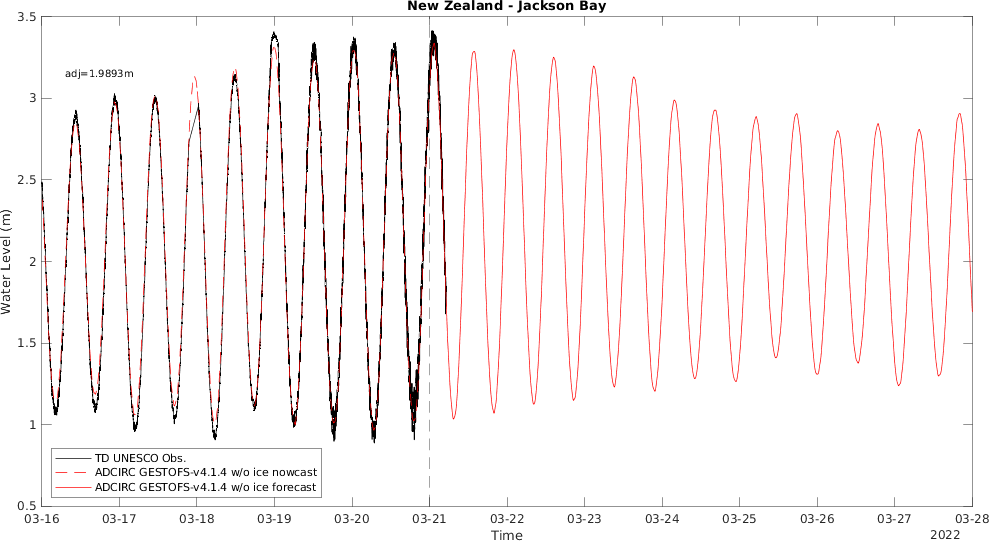 New Zealand - Jackson Bay
3.5
3
2.5
2
1.5
1
0.5
Water Level (m)
adj=1.9893m
TD UNESCO Obs.
ADCIRC GESTOFS-v4.1.4 w/o ice nowcast
ADCIRC GESTOFS-v4.1.4 w/o ice forecast
03-16 03-17 03-18 03-19 03-20 03-21 03-22 03-23 03-24 03-25 03-26 03-27 03-28
Time
2022